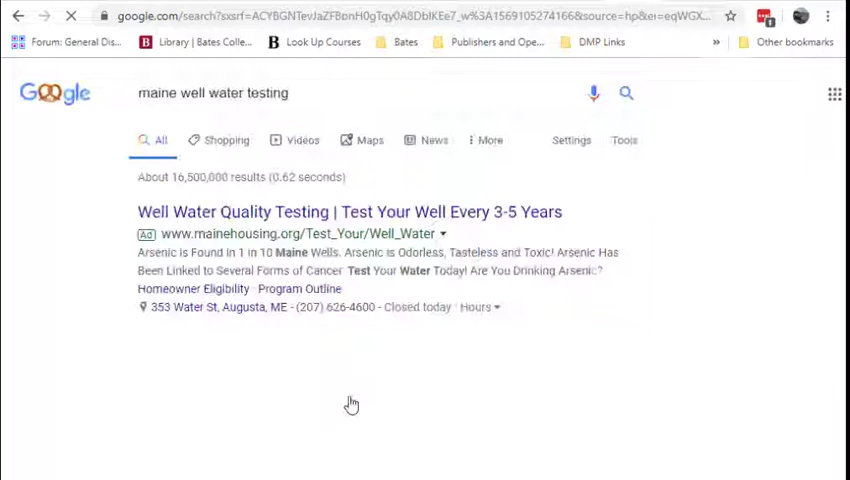 google.com/search?sxsrf=ACYBGNTevJaZFBpnH0gTqy0A8DblKEe7_w%3A1569105274166&source=hp&ei=eqWGX...
Forum: General Dis... Library | Bates Colle... Look Up Courses Bates Publishers and Ope... DMP Links » Other bookmarks
Google maine well water testing
All Shopping Videos Maps News More Settings Tools
About 16,500,000 results (0.62 seconds)
Well Water Quality Testing | Test Your Well Every 3-5 Years
Ad www.mainehousing.org/Test_Your/Well_Water
Arsenic is Found in 1 in 10 Maine Wells. Arsenic is Odorless, Tasteless and Toxic! Arsenic Has
Been Linked to Several Forms of Cancer. Test Your Water Today! Are You Drinking Arsenic?
Homeowner Eligibility · Program Outline
353 Water St, Augusta, ME - (207) 626-4600 - Closed today · Hours